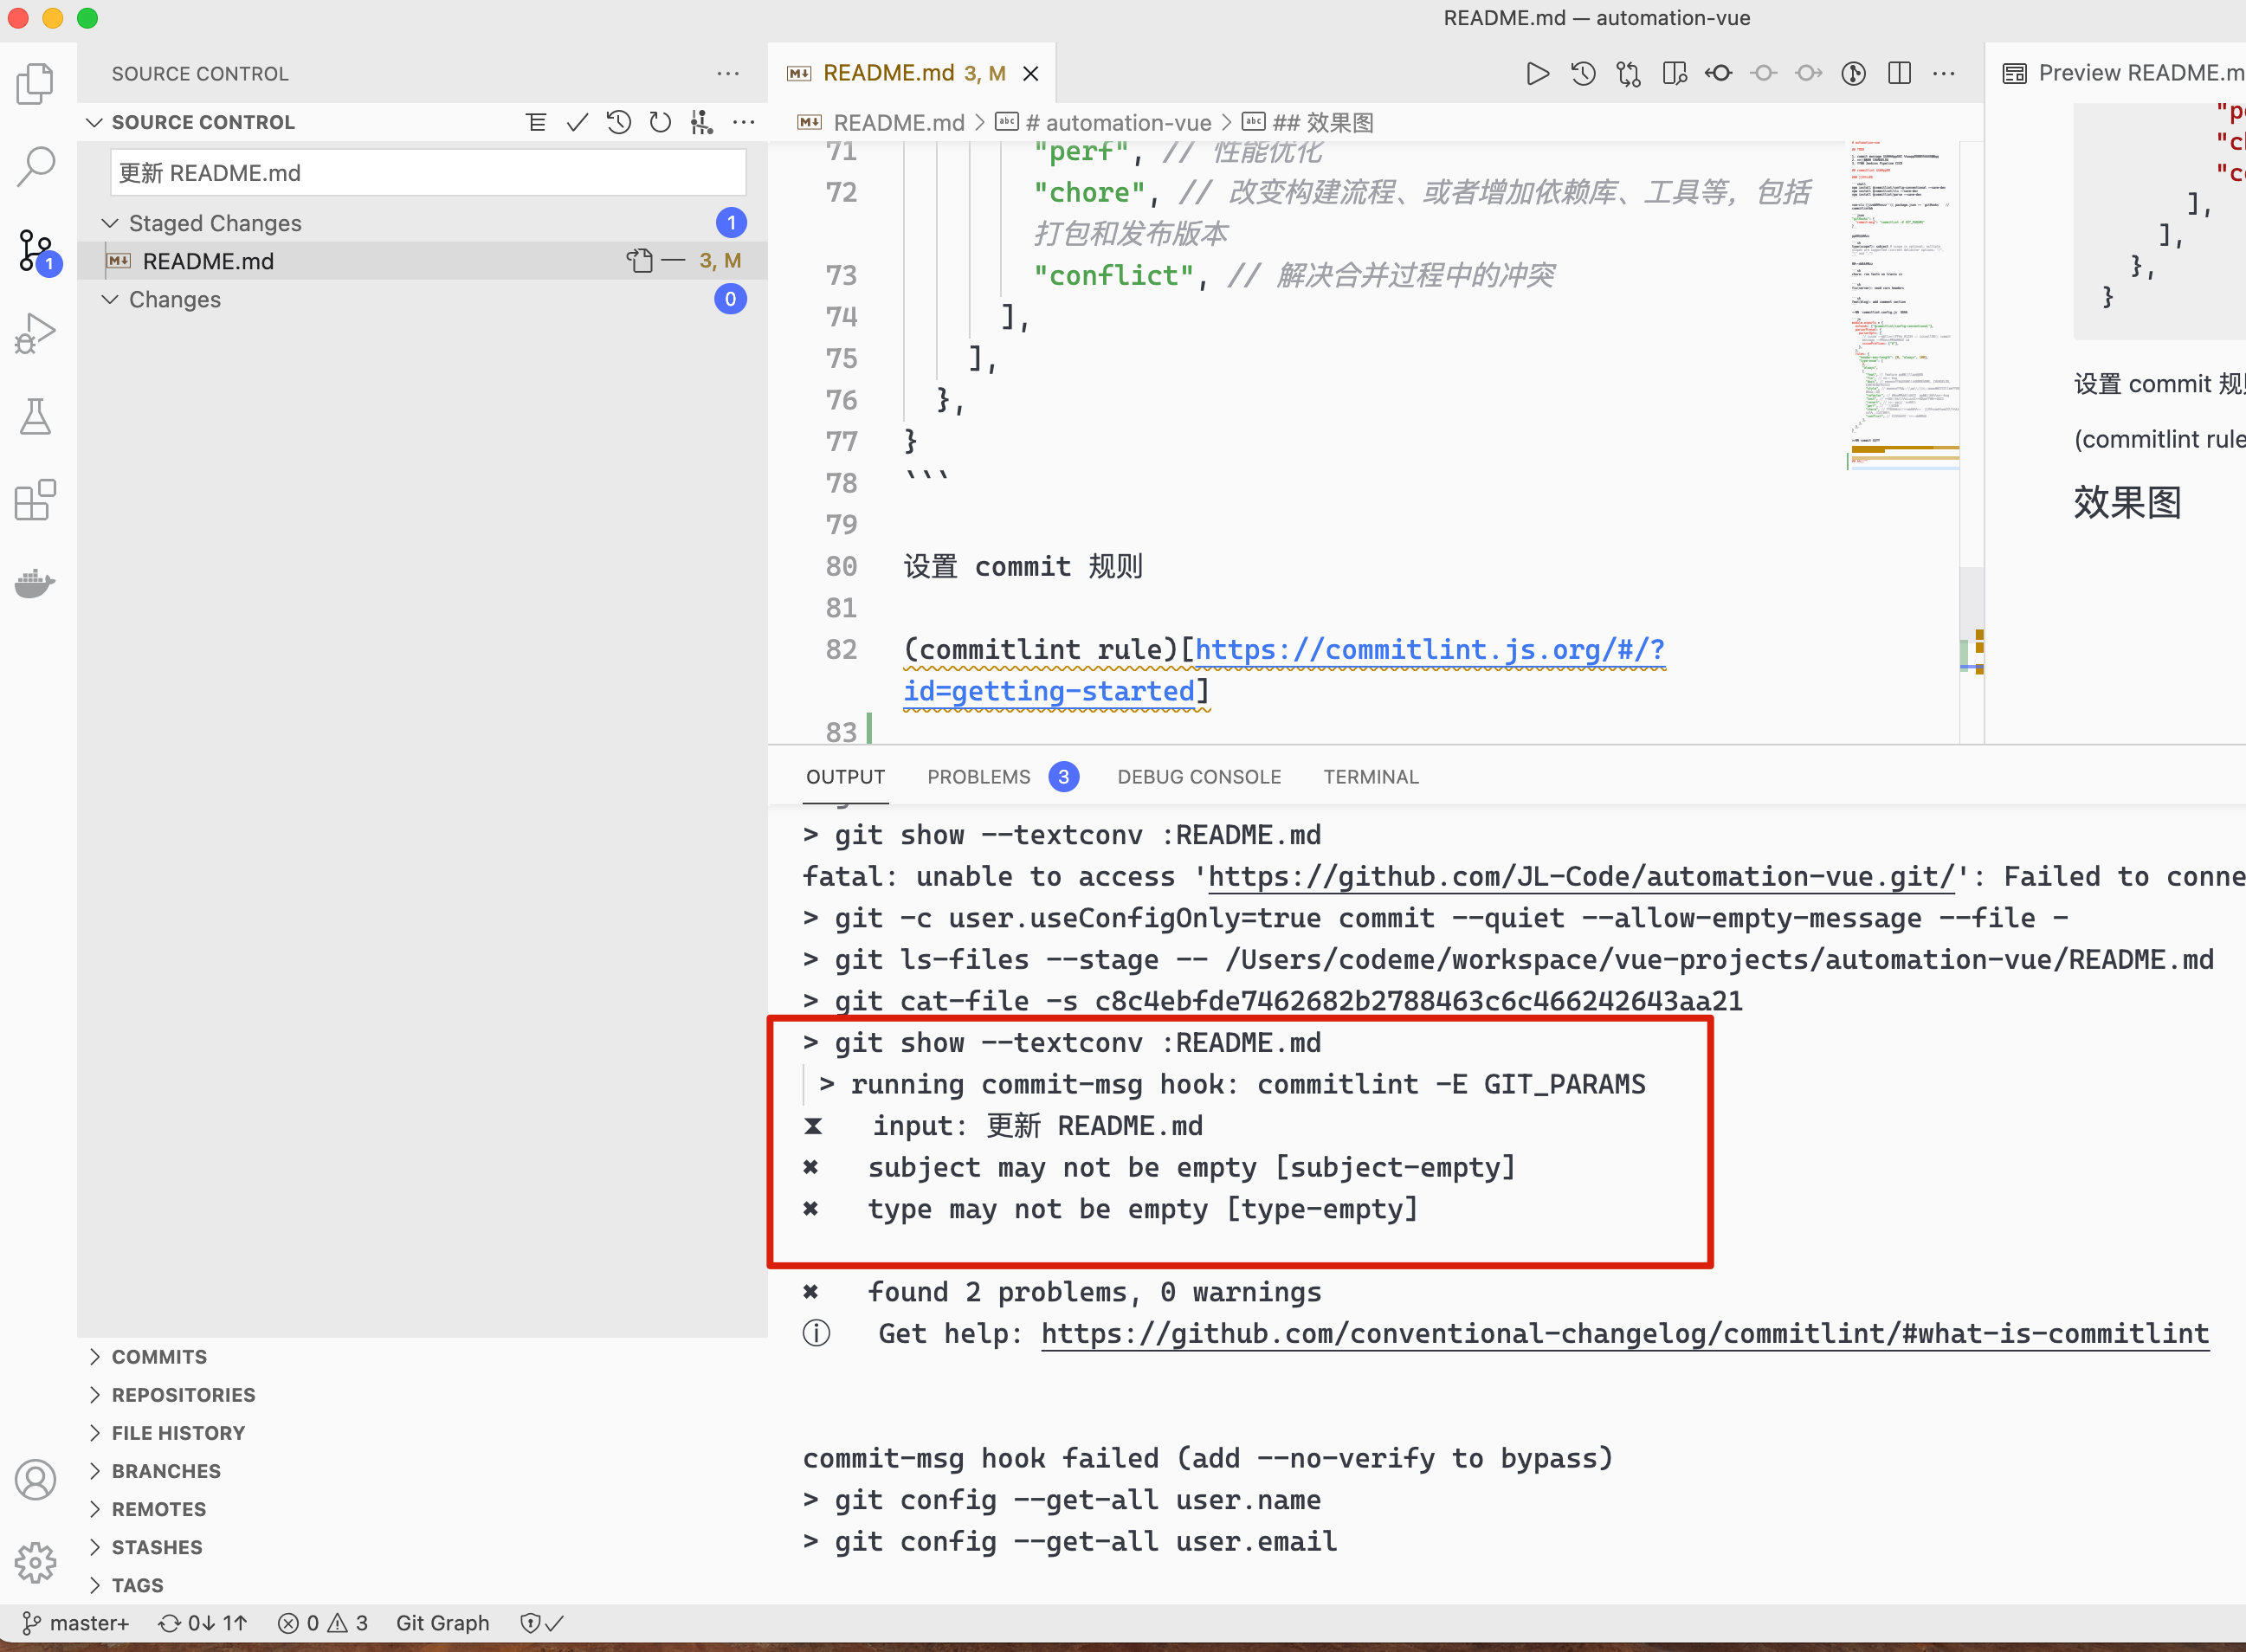 README.md — automation-vue
SOURCE CONTROL
SOURCE CONTROL
更新 README.md
Staged Changes
1
README.md
3, M
Changes
0
1
COMMITS
REPOSITORIES
FILE HISTORY
BRANCHES
REMOTES
STASHES
TAGS
README.md 3, M
README.md > # automation-vue > ## 效果图
71 "perf", // 性能优化
72 "chore", // 改变构建流程、或者增加依赖库、工具等，包括
打包和发布版本
73 "conflict", // 解决合并过程中的冲突
74 ],
75 ],
76 },
77 }
78 ```
79
80 设置 commit 规则
81
82 (commitlint rule)[https://commitlint.js.org/#/?
id=getting-started]
83
Preview README.m
],
],
},
}
设置 commit
(commitlint rule
效果图
OUTPUT PROBLEMS 3 DEBUG CONSOLE TERMINAL
> git show --textconv :README.md
fatal: unable to access 'https://github.com/JL-Code/automation-vue.git/': Failed to conne
> git -c user.useConfigOnly=true commit --quiet --allow-empty-message --file -
> git ls-files --stage -- /Users/codeme/workspace/vue-projects/automation-vue/README.md
> git cat-file -s c8c4ebfde7462682b2788463c6c466242643aa21
> git show --textconv :README.md
> running commit-msg hook: commitlint -E GIT_PARAMS
⧗ input: 更新 README.md
✖ subject may not be empty [subject-empty]
✖ type may not be empty [type-empty]
✖ found 2 problems, 0 warnings
ⓘ Get help: https://github.com/conventional-changelog/commitlint/#what-is-commitlint
commit-msg hook failed (add --no-verify to bypass)
> git config --get-all user.name
> git config --get-all user.email
master+ 0↓ 1↑ 0 3 Git Graph